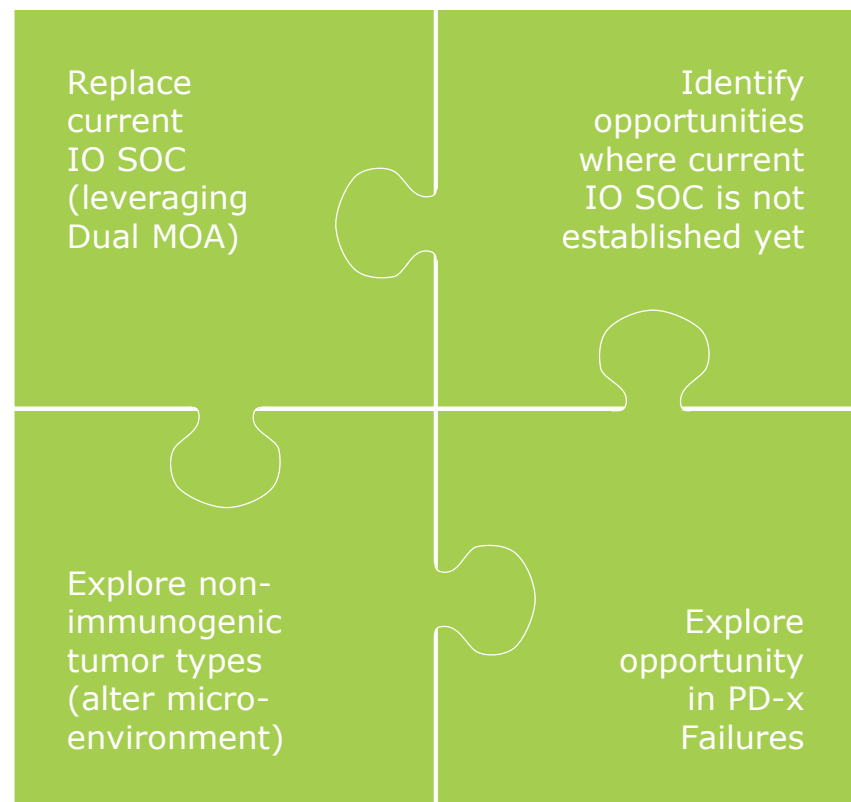 Replace
current
IO SOC
(leveraging
Dual MOA)
Identify
opportunities
where current
IO SOC is not
established yet
Explore non-
immunogenic
tumor types
(alter micro-
environment)
Explore
opportunity
in PD-x
Failures